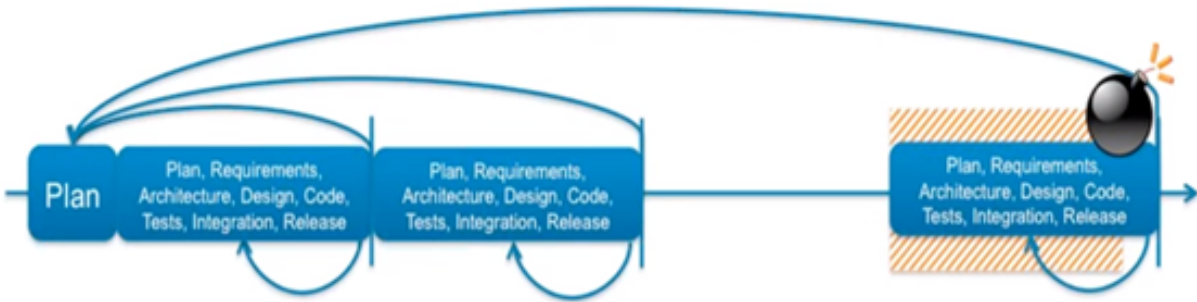 Plan
Plan, Requirements,
Architecture, Design, Code,
Tests, Integration, Release
Plan, Requirements,
Architecture, Design, Code,
Tests, Integration, Release
Plan, Requirements,
Architecture, Design, Code,
Tests, Integration, Release